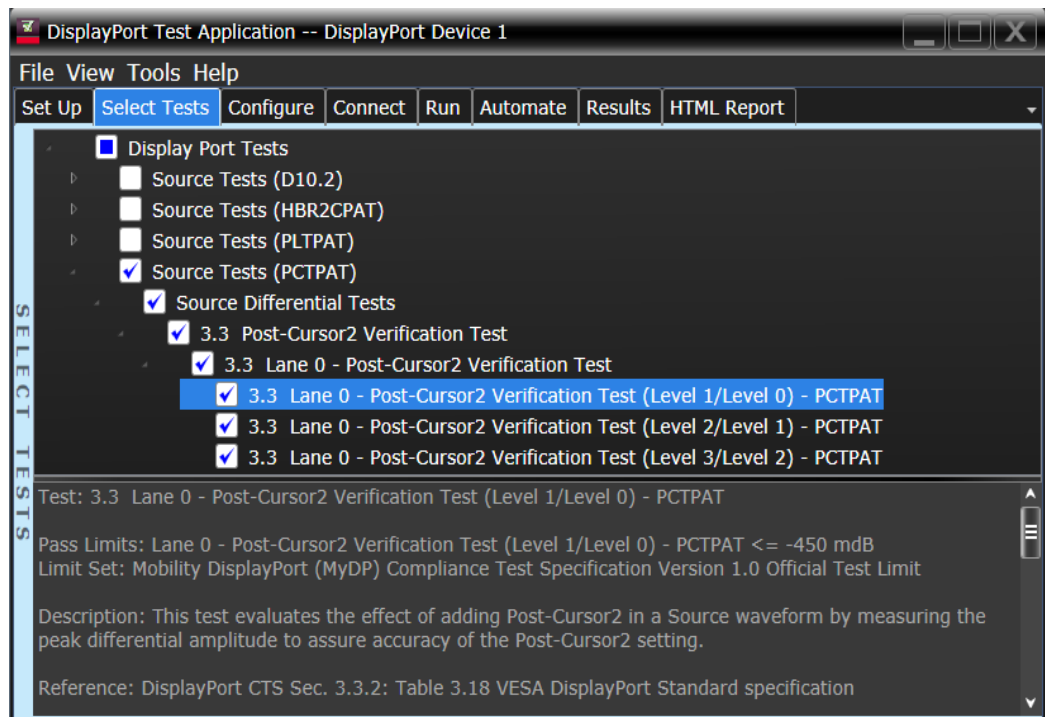 DisplayPort Test Application -- DisplayPort Device 1
File View Tools Help
Set Up Select Tests Configure Connect Run Automate Results HTML Report
Display Port Tests
Source Tests (D10.2)
Source Tests (HBR2CPAT)
Source Tests (PLTPAT)
Source Tests (PCTPAT)
Source Differential Tests
3.3 Post-Cursor2 Verification Test
3.3 Lane 0 - Post-Cursor2 Verification Test
3.3 Lane 0 - Post-Cursor2 Verification Test (Level 1/Level 0) - PCTPAT
3.3 Lane 0 - Post-Cursor2 Verification Test (Level 2/Level 1) - PCTPAT
3.3 Lane 0 - Post-Cursor2 Verification Test (Level 3/Level 2) - PCTPAT
SELECT TESTS
Test: 3.3 Lane 0 - Post-Cursor2 Verification Test (Level 1/Level 0) - PCTPAT
Pass Limits: Lane 0 - Post-Cursor2 Verification Test (Level 1/Level 0) - PCTPAT <= -450 mdB
Limit Set: Mobility DisplayPort (MyDP) Compliance Test Specification Version 1.0 Official Test Limit
Description: This test evaluates the effect of adding Post-Cursor2 in a Source waveform by measuring the
peak differential amplitude to assure accuracy of the Post-Cursor2 setting.
Reference: DisplayPort CTS Sec. 3.3.2: Table 3.18 VESA DisplayPort Standard specification